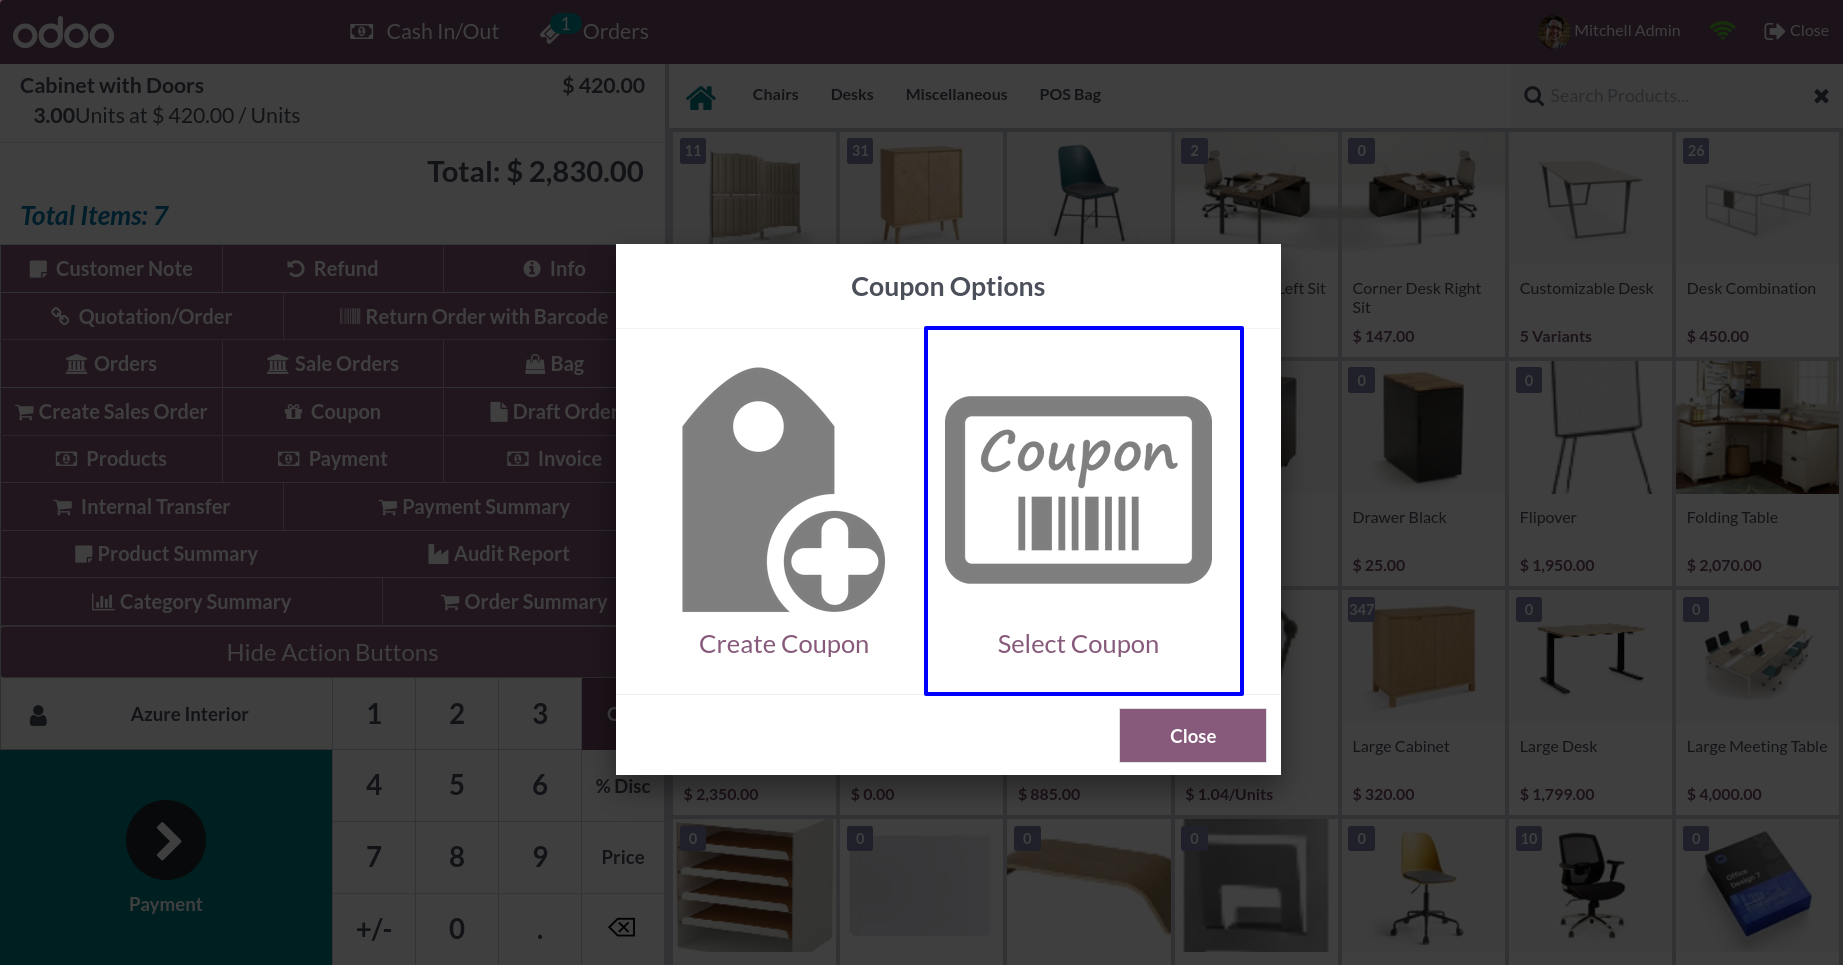 odoo
Cash In/Out
1
Orders
Mitchell Admin
Close
Cabinet with Doors
$ 420.00
3.00Units at $ 420.00 / Units
Total: $ 2,830.00
Total Items: 7
Customer Note
Refund
Info
Quotation/Order
Return Order with Barcode
Orders
Sale Orders
Bag
Create Sales Order
Coupon
Draft Order
Products
Payment
Invoice
Internal Transfer
Payment Summary
Product Summary
Audit Report
Category Summary
Order Summary
Hide Action Buttons
Azure Interior
1 2 3
4 5 6 % Disc
7 8 9 Price
+/- 0 .
Payment
Chairs
Desks
Miscellaneous
POS Bag
Search Products...
11
31
2
0
26
Left Sit
Corner Desk Right
Sit
$ 147.00
Customizable Desk
5 Variants
Desk Combination
$ 450.00
0
0
Drawer Black
$ 25.00
Flipover
$ 1,950.00
Folding Table
$ 2,070.00
347
0
0
Large Cabinet
Large Desk
Large Meeting Table
$ 2,350.00
$ 0.00
$ 885.00
$ 1.04/Units
$ 320.00
$ 1,799.00
$ 4,000.00
0
0
0
0
0
10
0
Office
Design 7
Coupon Options
Coupon
Create Coupon
Select Coupon
Close